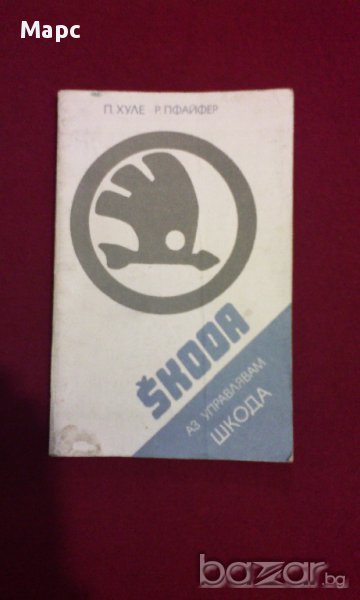 Марс
П. ХУЛЕ Р. ПФАЙФЕР
ŠKODA
АЗ УПРАВЛЯВАМ
ШКОДА
bazar.bg